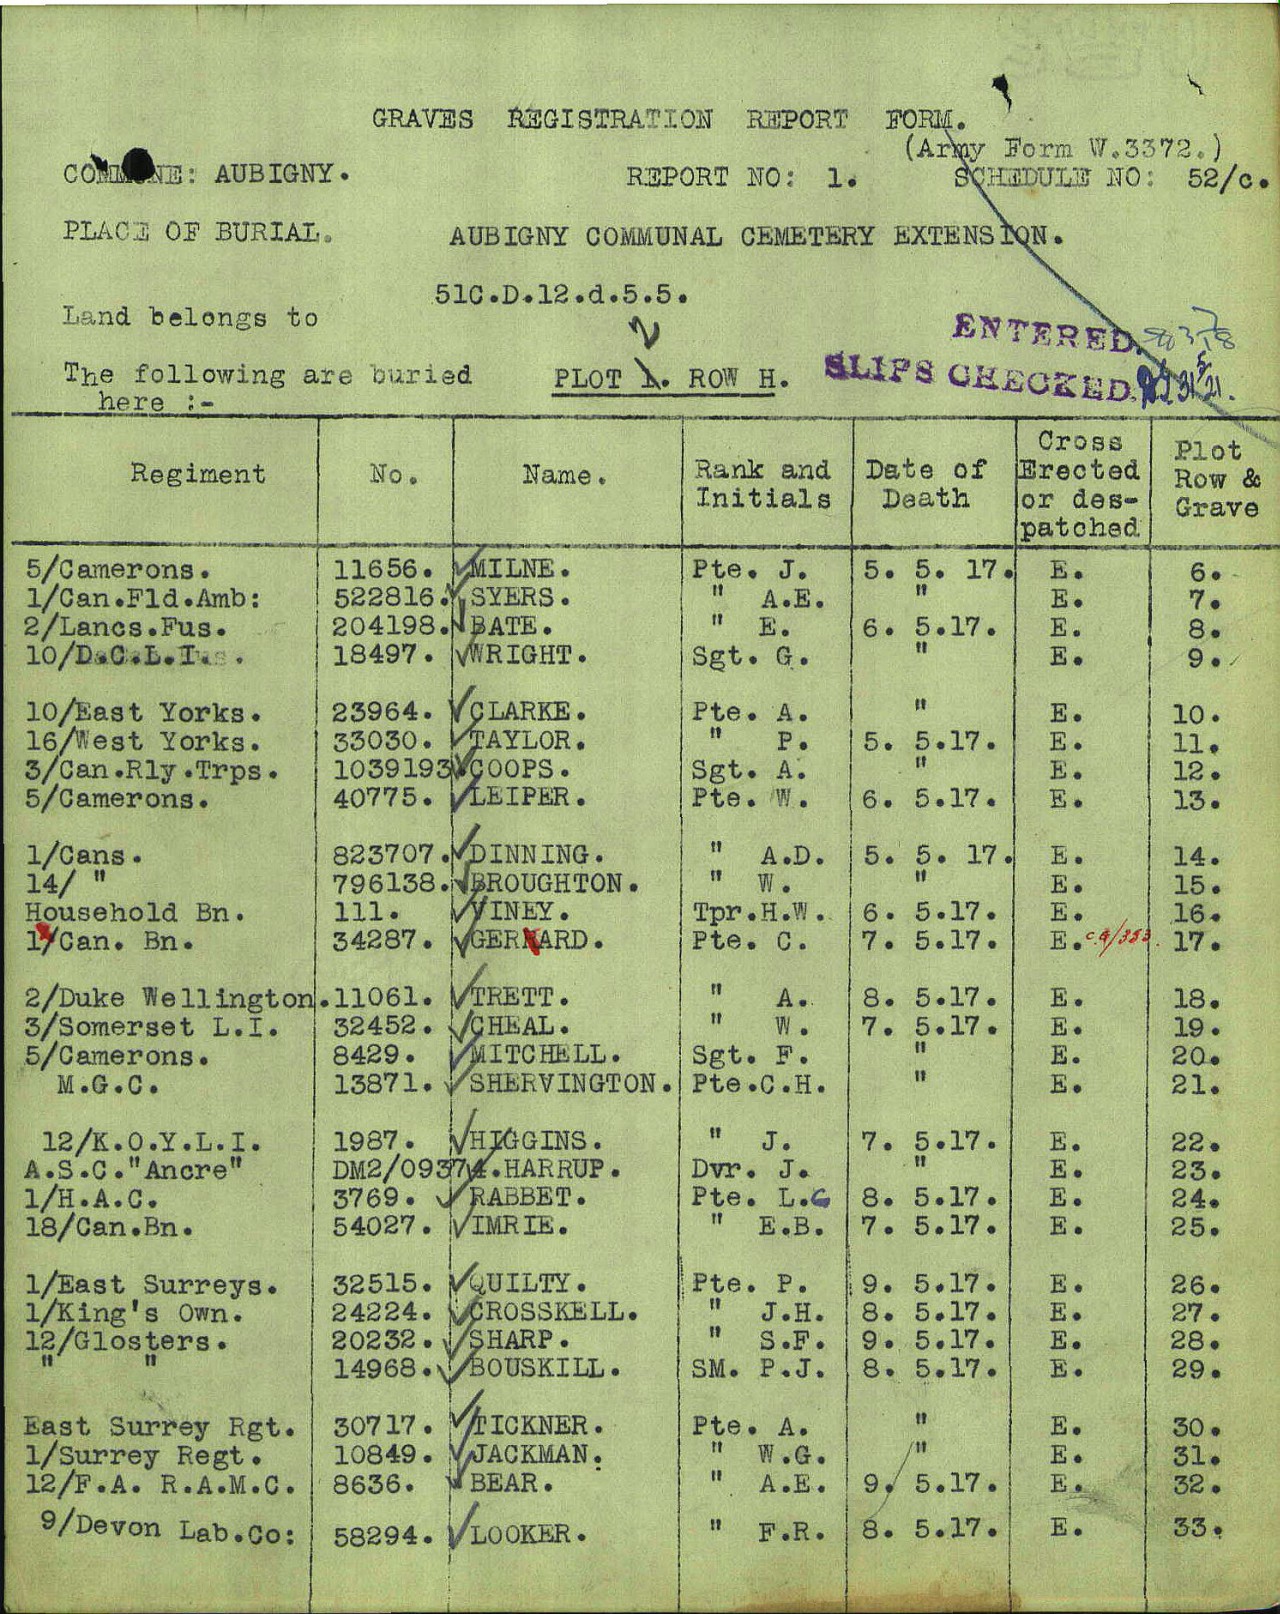 GRAVES REGISTRATION REPORT FORM.
(Army Form W.3372.)
COMMUNE: AUBIGNY. REPORT NO: 1. SCHEDULE NO: 52/c.
PLACE OF BURIAL. AUBIGNY COMMUNAL CEMETERY EXTENSION.
51C.D.12.d.5.5.
Land belongs to
2
ENTERED.
The following are buried here :- PLOT 1. ROW H. SLIPS CHECKED. 31/5/21.
Regiment No. Name. Rank and Initials Date of Death Cross Erected or des-patched Plot Row & Grave
5/Camerons. 11656. MILNE. Pte. J. 5. 5. 17. E. 6.
1/Can.Fld.Amb: 522816. SYERS. " A.E. " E. 7.
2/Lancs.Fus. 204198. BATE. " E. 6. 5.17. E. 8.
10/D.C.L.I. 18497. WRIGHT. Sgt. G. " E. 9.
10/East Yorks. 23964. CLARKE. Pte. A. " E. 10.
16/West Yorks. 33030. TAYLOR. " P. 5. 5.17. E. 11.
3/Can.Rly.Trps. 1039193. COOPS. Sgt. A. " E. 12.
5/Camerons. 40775. LEIPER. Pte. W. 6. 5.17. E. 13.
1/Cans. 823707. DINNING. " A.D. 5. 5. 17. E. 14.
14/ " 796138. BROUGHTON. " W. " E. 15.
Household Bn. 111. VINEY. Tpr.H.W. 6. 5.17. E. 16.
1/Can. Bn. 34287. GERRARD. Pte. C. 7. 5.17. E. 17.
2/Duke Wellington. 11061. TRETT. " A. 8. 5.17. E. 18.
3/Somerset L.I. 32452. CHEAL. " W. 7. 5.17. E. 19.
5/Camerons. 8429. MITCHELL. Sgt. F. " E. 20.
M.G.C. 13871. SHERVINGTON. Pte.C.H. " E. 21.
12/K.O.Y.L.I. 1987. HIGGINS. " J. 7. 5.17. E. 22.
A.S.C."Ancre" DM2/09374. HARRUP. Dvr. J. " E. 23.
1/H.A.C. 3769. RABBET. Pte. L.G 8. 5.17. E. 24.
18/Can.Bn. 54027. IMRIE. " E.B. 7. 5.17. E. 25.
1/East Surreys. 32515. QUILTY. Pte. P. 9. 5.17. E. 26.
1/King's Own. 24224. CROSSKELL. " J.H. 8. 5.17. E. 27.
12/Glosters. 20232. SHARP. " S.F. 9. 5.17. E. 28.
" " 14968. BOUSKILL. SM. P.J. 8. 5.17. E. 29.
East Surrey Rgt. 30717. TICKNER. Pte. A. " E. 30.
1/Surrey Regt. 10849. JACKMAN. " W.G. " E. 31.
12/F.A. R.A.M.C. 8636. BEAR. " A.E. 9. 5.17. E. 32.
9/Devon Lab.Co: 58294. LOOKER. " F.R. 8. 5.17. E. 33.